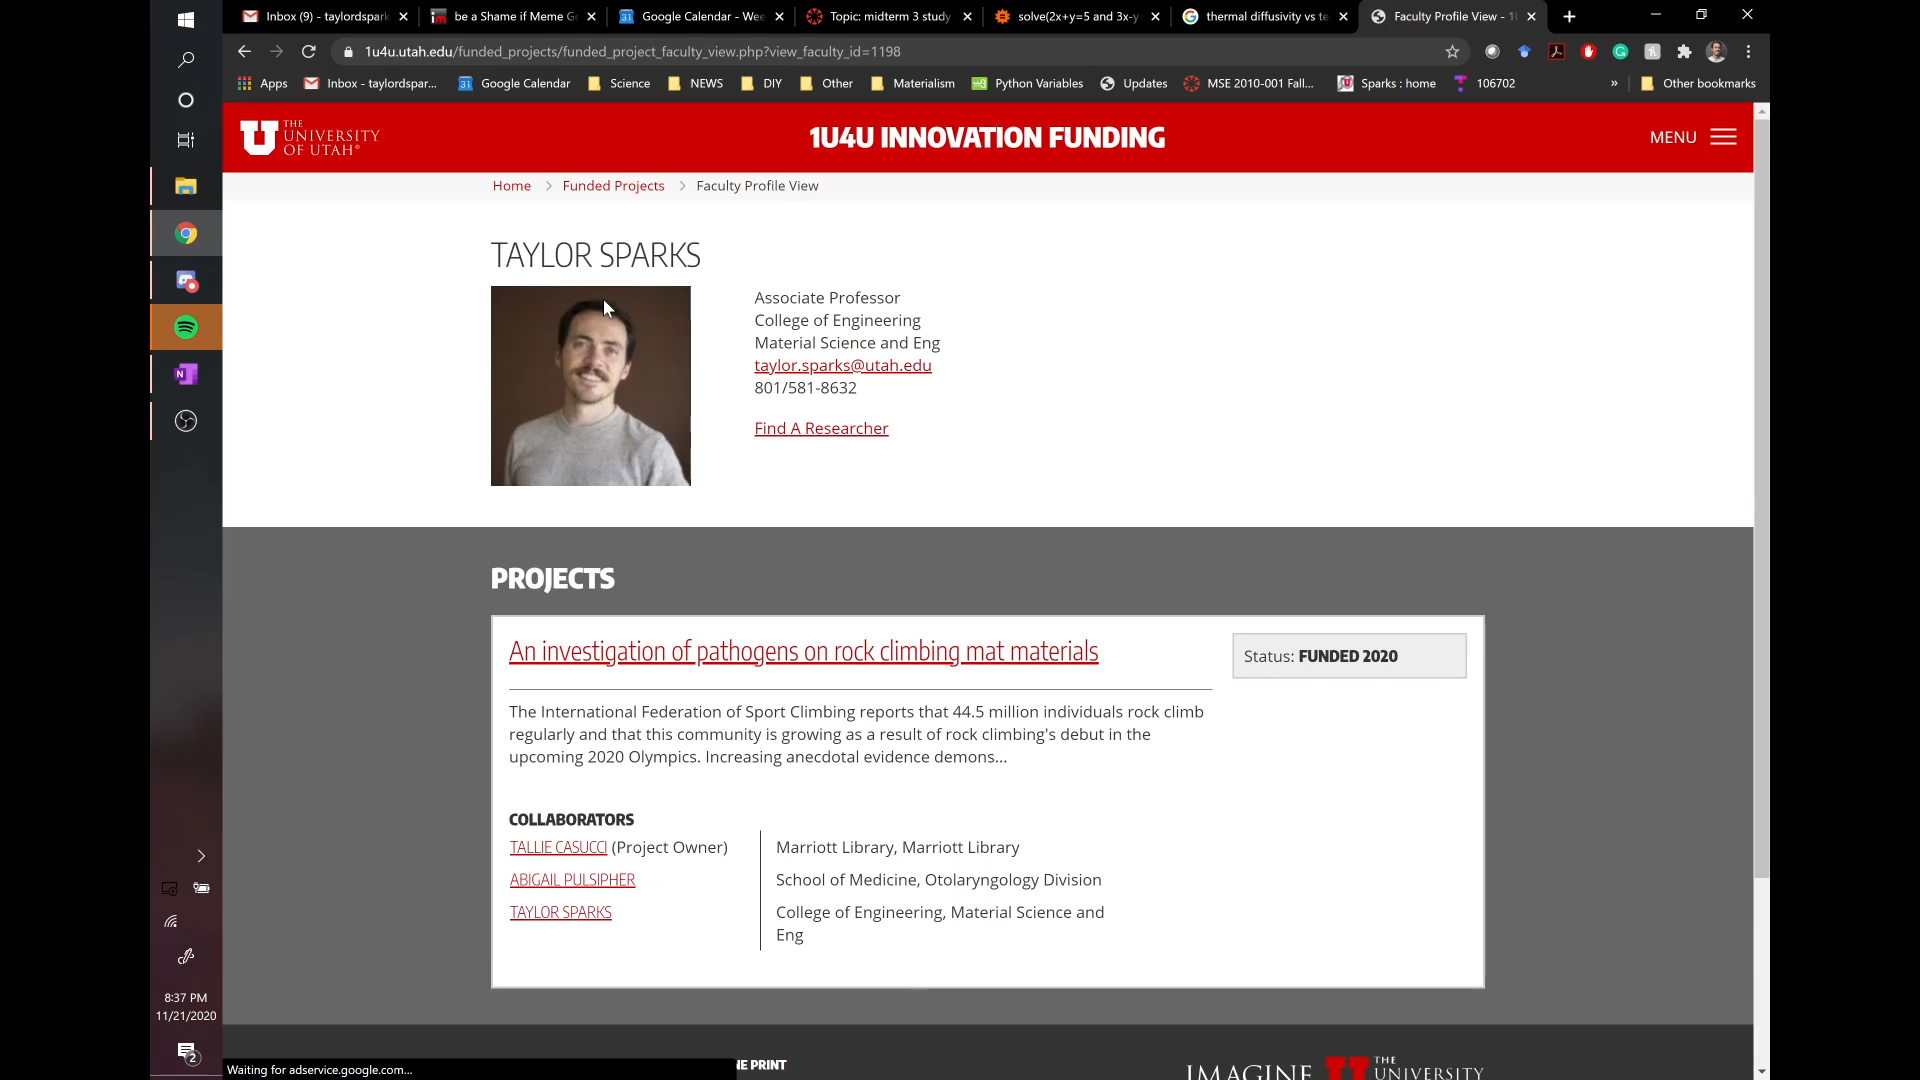 Inbox (9) - taylordspark
be a Shame if Meme G
Google Calendar - Wee
Topic: midterm 3 study
solve(2x+y=5 and 3x-y
thermal diffusivity vs te
Faculty Profile View - 1
1u4u.utah.edu/funded_projects/funded_project_faculty_view.php?view_faculty_id=1198
Apps
Inbox - taylordspar...
Google Calendar
Science
NEWS
DIY
Other
Materialism
Python Variables
Updates
MSE 2010-001 Fall...
Sparks : home
106702
»
Other bookmarks
THE
UNIVERSITY
OF UTAH®
1U4U INNOVATION FUNDING
MENU
Home > Funded Projects > Faculty Profile View
TAYLOR SPARKS
Associate Professor
College of Engineering
Material Science and Eng
taylor.sparks@utah.edu
801/581-8632
Find A Researcher
PROJECTS
An investigation of pathogens on rock climbing mat materials
Status: FUNDED 2020
The International Federation of Sport Climbing reports that 44.5 million individuals rock climb
regularly and that this community is growing as a result of rock climbing's debut in the
upcoming 2020 Olympics. Increasing anecdotal evidence demons...
COLLABORATORS
TALLIE CASUCCI (Project Owner) Marriott Library, Marriott Library
ABIGAIL PULSIPHER School of Medicine, Otolaryngology Division
TAYLOR SPARKS College of Engineering, Material Science and
Eng
8:37 PM
11/21/2020
2
Waiting for adservice.google.com...
NE PRINT
IMAGINE
THE
UNIVERSITY